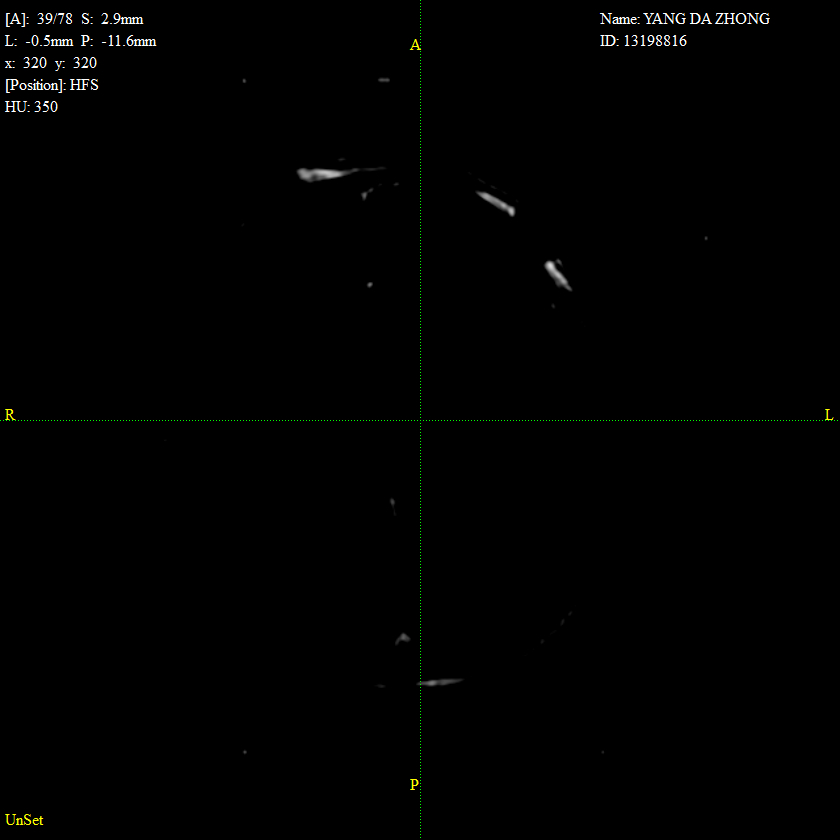 [A]: 39/78 S: 2.9mm
L: -0.5mm P: -11.6mm
x: 320 y: 320
[Position]: HFS
HU: 350
Name: YANG DA ZHONG
ID: 13198816
A
R
L
P
UnSet